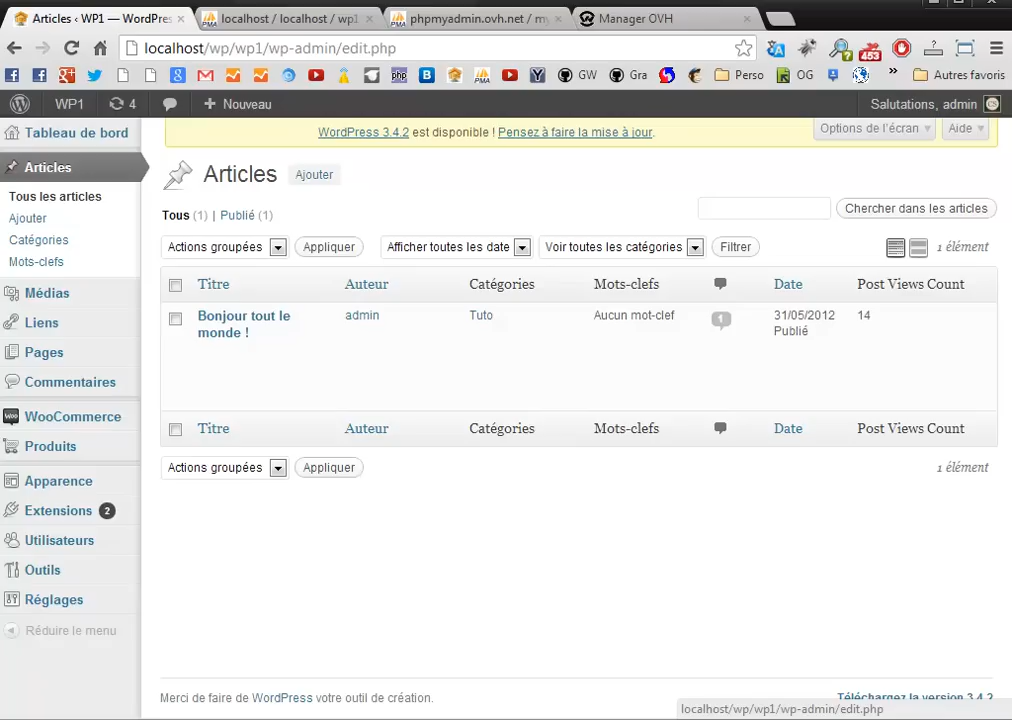 Articles ‹ WP1 — WordPres
localhost / localhost / wp1
phpmyadmin.ovh.net / my
Manager OVH
localhost/wp/wp1/wp-admin/edit.php
453
GW
Gra
Perso
OG
»
Autres favoris
WP1
4
+ Nouveau
Salutations, admin
Tableau de bord
Articles
Tous les articles
Ajouter
Catégories
Mots-clefs
Médias
Liens
Pages
Commentaires
WooCommerce
Produits
Apparence
Extensions 2
Utilisateurs
Outils
Réglages
Réduire le menu
WordPress 3.4.2 est disponible ! Pensez à faire la mise à jour.
Options de l'écran
Aide
Articles Ajouter
Tous (1) | Publié (1)
Chercher dans les articles
Actions groupées Appliquer Afficher toutes les date Voir toutes les catégories Filtrer 1 élément
Titre Auteur Catégories Mots-clefs Date Post Views Count
Bonjour tout le admin Tuto Aucun mot-clef 1 31/05/2012 14
monde ! Publié
Titre Auteur Catégories Mots-clefs Date Post Views Count
Actions groupées Appliquer 1 élément
Merci de faire de WordPress votre outil de création.
Téléchargez la version 3.4.2
localhost/wp/wp1/wp-admin/edit.php